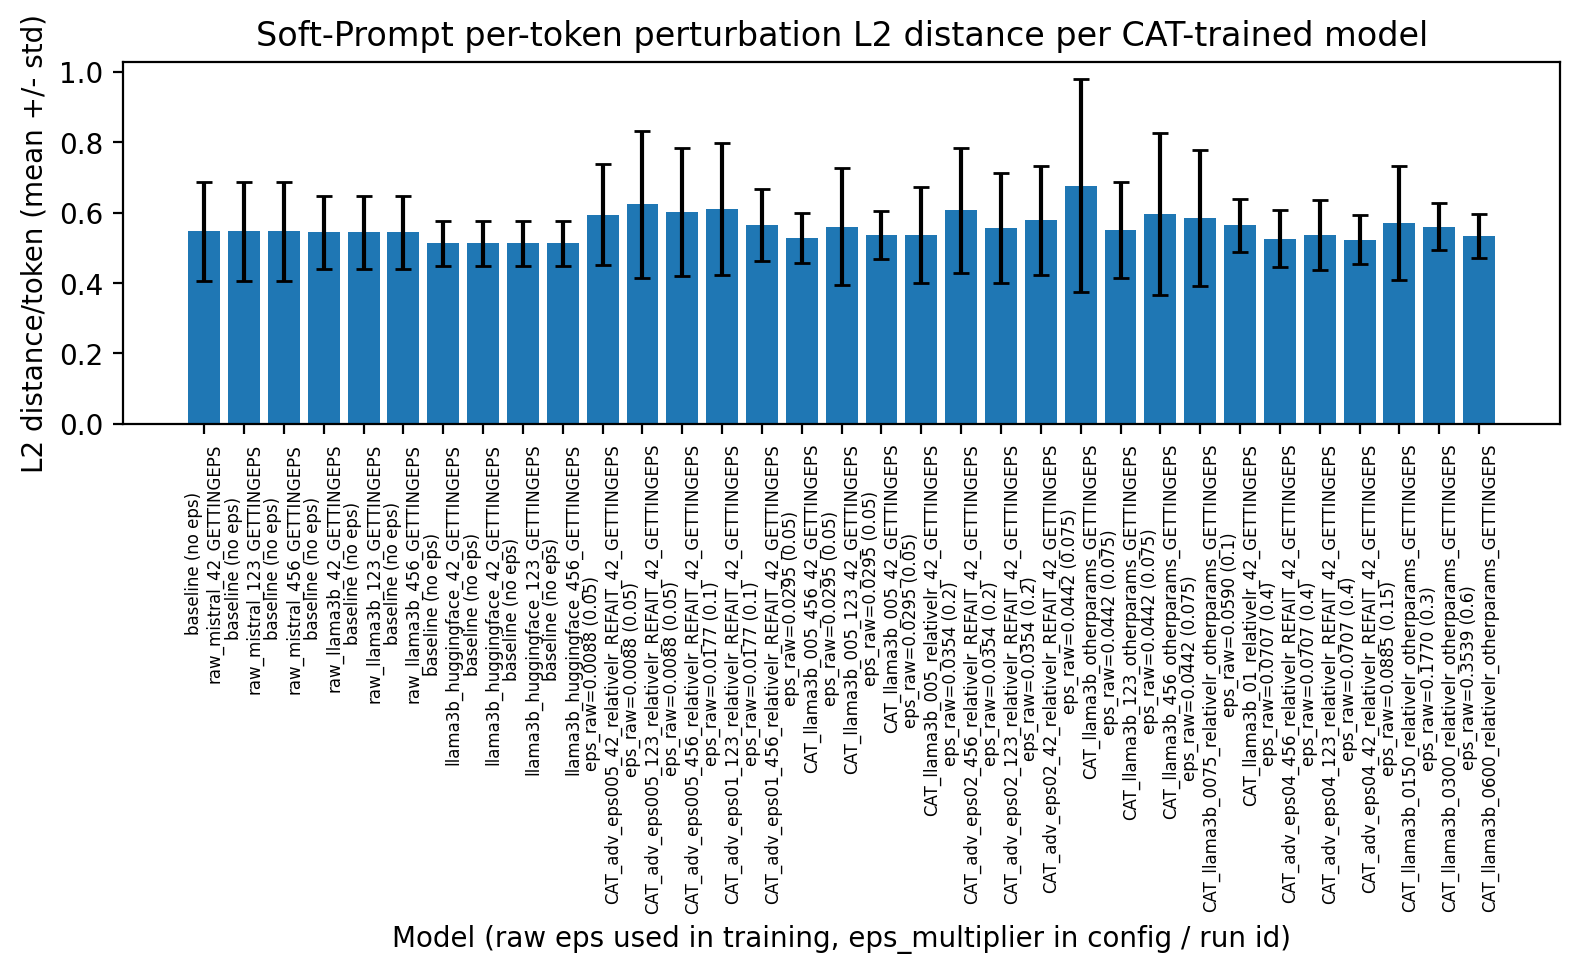 Soft-Prompt per-token perturbation L2 distance per CAT-trained model
L2 distance/token (mean +/- std)
1.0
0.8
0.6
0.4
0.2
0.0
baseline (no eps)
raw_mistral_42_GETTINGEPS
baseline (no eps)
raw_mistral_123_GETTINGEPS
baseline (no eps)
raw_mistral_456_GETTINGEPS
baseline (no eps)
raw_llama3b_42_GETTINGEPS
baseline (no eps)
raw_llama3b_123_GETTINGEPS
baseline (no eps)
raw_llama3b_456_GETTINGEPS
baseline (no eps)
llama3b_huggingface_42_GETTINGEPS
baseline (no eps)
llama3b_huggingface_42_GETTINGEPS
baseline (no eps)
llama3b_huggingface_123_GETTINGEPS
baseline (no eps)
llama3b_huggingface_456_GETTINGEPS
eps_raw=0.0088 (0.05)
CAT_adv_eps005_42_relativelr_REFAIT_42_GETTINGEPS
eps_raw=0.0088 (0.05)
CAT_adv_eps005_123_relativelr_REFAIT_42_GETTINGEPS
eps_raw=0.0088 (0.05)
CAT_adv_eps005_456_relativelr_REFAIT_42_GETTINGEPS
eps_raw=0.0177 (0.1)
CAT_adv_eps01_123_relativelr_REFAIT_42_GETTINGEPS
eps_raw=0.0177 (0.1)
CAT_adv_eps01_456_relativelr_REFAIT_42_GETTINGEPS
eps_raw=0.0295 (0.05)
CAT_llama3b_005_456_42_GETTINGEPS
eps_raw=0.0295 (0.05)
CAT_llama3b_005_123_42_GETTINGEPS
eps_raw=0.0295 (0.05)
CAT_llama3b_005_42_GETTINGEPS
eps_raw=0.0295 (0.05)
CAT_llama3b_005_relativelr_42_GETTINGEPS
eps_raw=0.0354 (0.2)
CAT_adv_eps02_456_relativelr_REFAIT_42_GETTINGEPS
eps_raw=0.0354 (0.2)
CAT_adv_eps02_123_relativelr_REFAIT_42_GETTINGEPS
eps_raw=0.0354 (0.2)
CAT_adv_eps02_42_relativelr_REFAIT_42_GETTINGEPS
eps_raw=0.0442 (0.075)
CAT_llama3b_otherparams_GETTINGEPS
eps_raw=0.0442 (0.075)
CAT_llama3b_123_otherparams_GETTINGEPS
eps_raw=0.0442 (0.075)
CAT_llama3b_456_otherparams_GETTINGEPS
eps_raw=0.0442 (0.075)
CAT_llama3b_0075_relativelr_otherparams_GETTINGEPS
eps_raw=0.0590 (0.1)
CAT_llama3b_01_relativelr_42_GETTINGEPS
eps_raw=0.0707 (0.4)
CAT_adv_eps04_456_relativelr_REFAIT_42_GETTINGEPS
eps_raw=0.0707 (0.4)
CAT_adv_eps04_123_relativelr_REFAIT_42_GETTINGEPS
eps_raw=0.0707 (0.4)
CAT_adv_eps04_42_relativelr_REFAIT_42_GETTINGEPS
eps_raw=0.0885 (0.15)
CAT_llama3b_0150_relativelr_otherparams_GETTINGEPS
eps_raw=0.1770 (0.3)
CAT_llama3b_0300_relativelr_otherparams_GETTINGEPS
eps_raw=0.3539 (0.6)
CAT_llama3b_0600_relativelr_otherparams_GETTINGEPS
Model (raw eps used in training, eps_multiplier in config / run id)